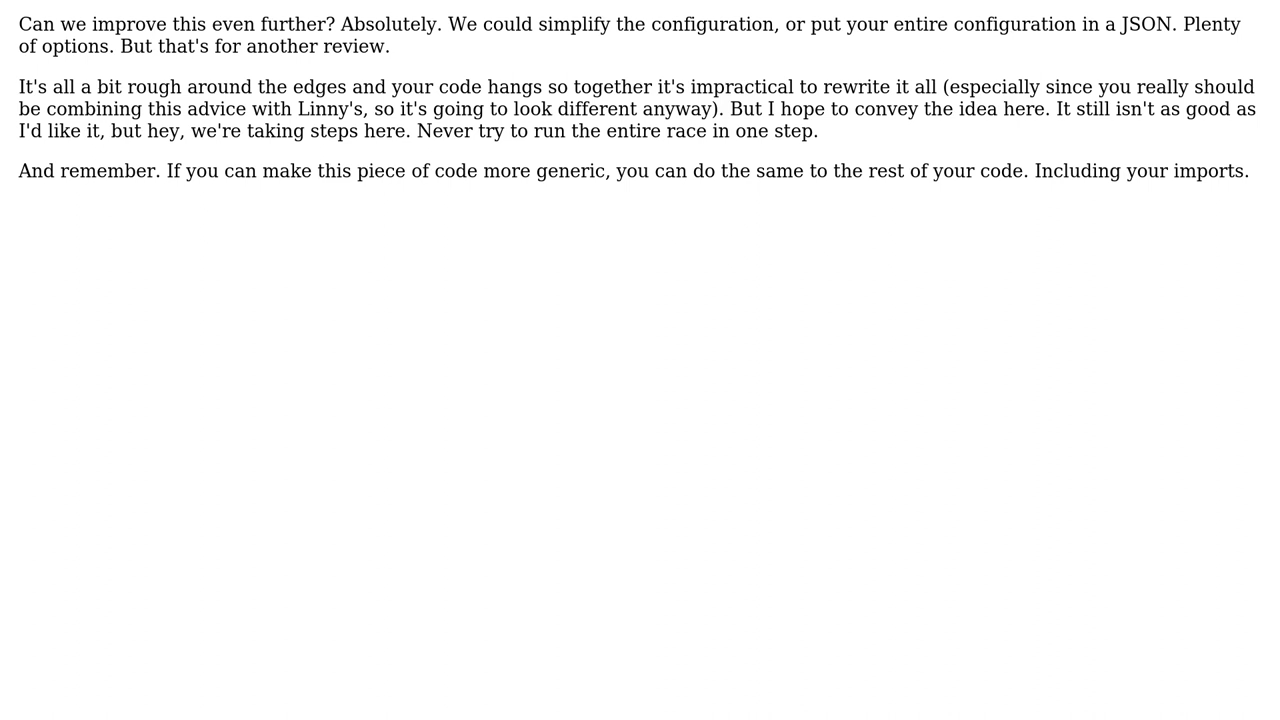 Can we improve this even further? Absolutely. We could simplify the configuration, or put your entire configuration in a JSON. Plenty
of options. But that's for another review.
It's all a bit rough around the edges and your code hangs so together it's impractical to rewrite it all (especially since you really should
be combining this advice with Linny's, so it's going to look different anyway). But I hope to convey the idea here. It still isn't as good as
I'd like it, but hey, we're taking steps here. Never try to run the entire race in one step.
And remember. If you can make this piece of code more generic, you can do the same to the rest of your code. Including your imports.